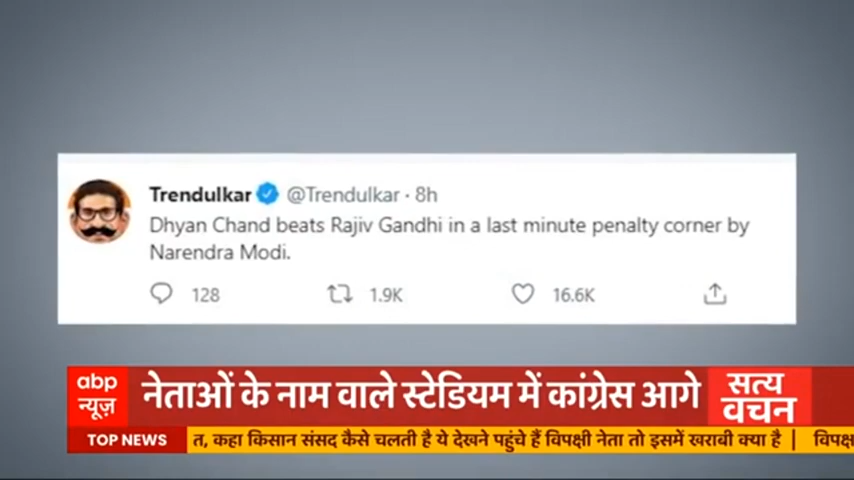 Trendulkar @Trendulkar · 8h
Dhyan Chand beats Rajiv Gandhi in a last minute penalty corner by
Narendra Modi.
128 1.9K 16.6K
abp
न्यूज़
नेताओं के नाम वाले स्टेडियम में कांग्रेस आगे
सत्य
वचन
TOP NEWS त, कहा किसान संसद कैसे चलती है ये देखने पहुंचे हैं विपक्षी नेता तो इसमें खराबी क्या है | विपक्ष